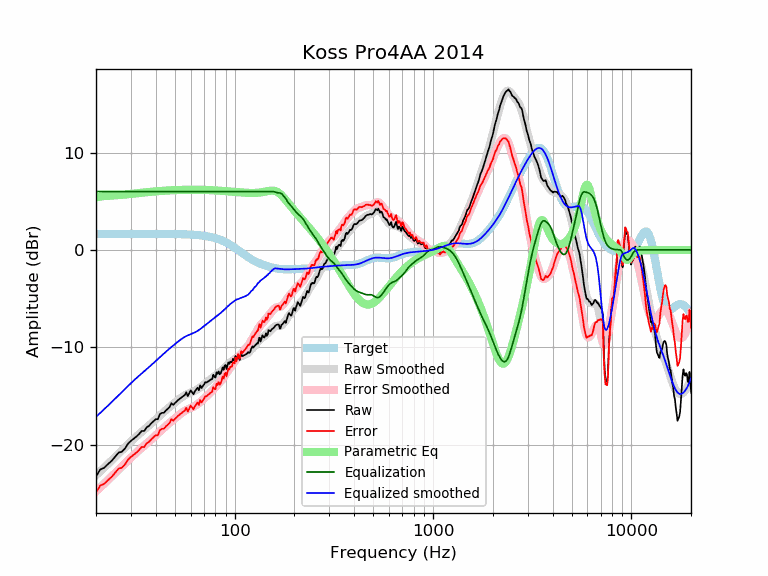 Koss Pro4AA 2014
Amplitude (dBr)
10
0
−10
−20
Target
Raw Smoothed
Error Smoothed
Raw
Error
Parametric Eq
Equalization
Equalized smoothed
100 1000 10000
Frequency (Hz)